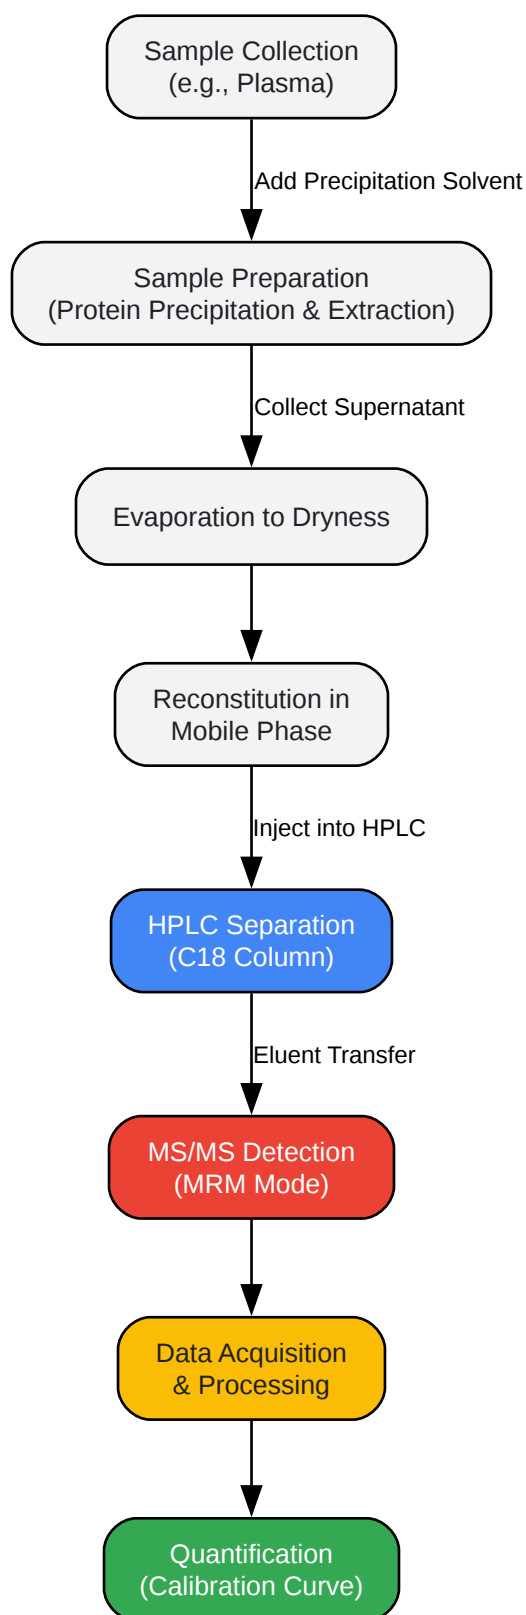 Sample Collection
(e.g., Plasma)
Add Precipitation Solvent
Sample Preparation
(Protein Precipitation & Extraction)
Collect Supernatant
Evaporation to Dryness
Reconstitution in
Mobile Phase
Inject into HPLC
HPLC Separation
(C18 Column)
Eluent Transfer
MS/MS Detection
(MRM Mode)
Data Acquisition
& Processing
Quantification
(Calibration Curve)